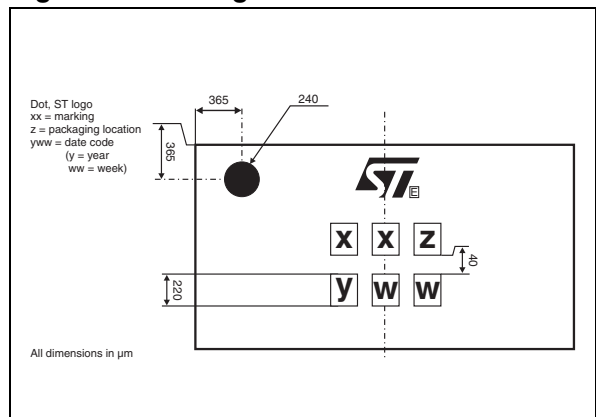 365
240
Dot, ST logo
xx = marking
z = packaging location
yww = date code
(y = year
ww = week)
365
ST
E
x x z
40
y w w
220
All dimensions in µm